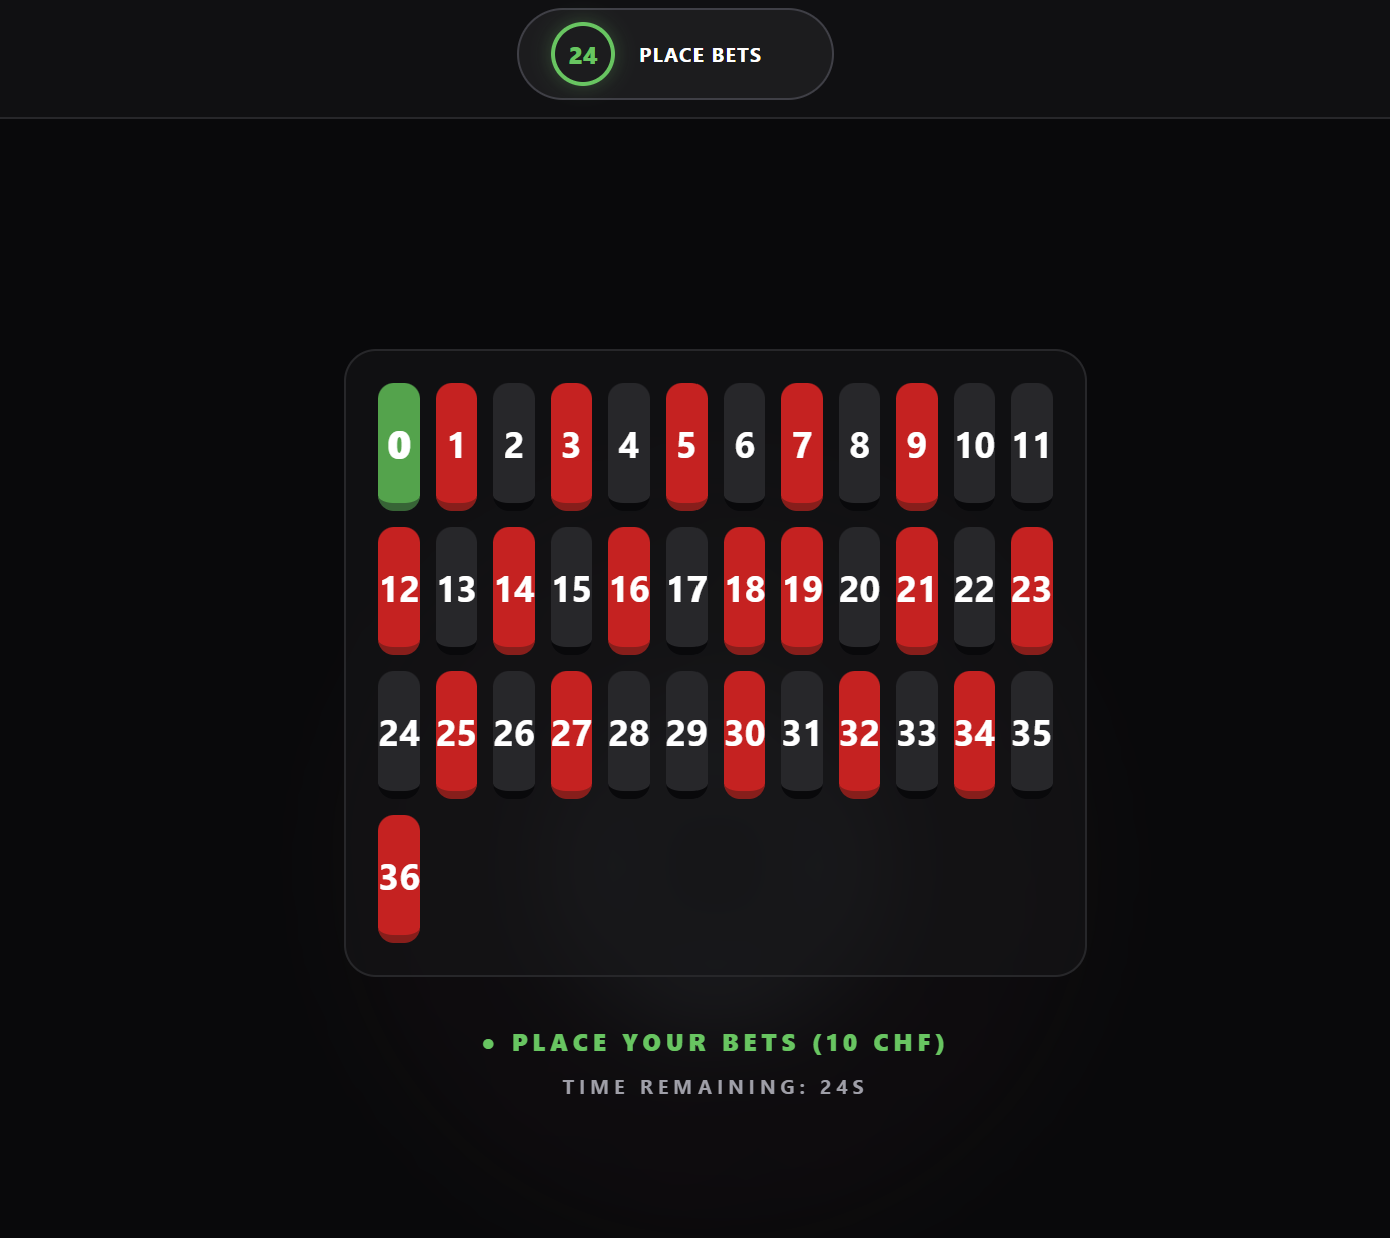 24 PLACE BETS
0 1 2 3 4 5 6 7 8 9 10 11
12 13 14 15 16 17 18 19 20 21 22 23
24 25 26 27 28 29 30 31 32 33 34 35
36
• PLACE YOUR BETS (10 CHF)
TIME REMAINING: 24S